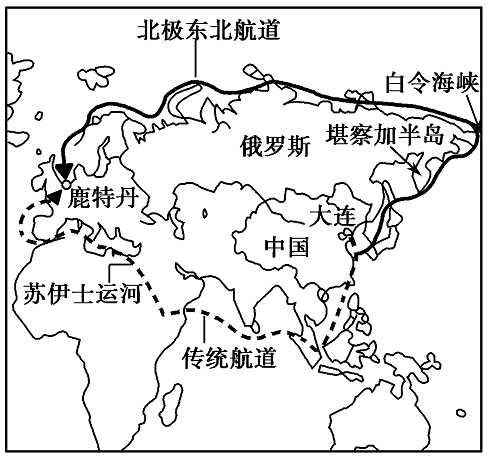 北极东北航道
白令海峡
堪察加半岛
俄罗斯
鹿特丹
大连
中国
苏伊士运河
传统航道